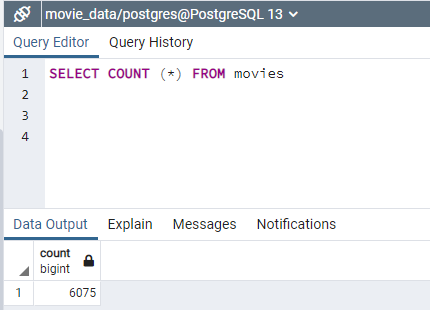 movie_data/postgres@PostgreSQL 13
Query Editor Query History
1 SELECT COUNT (*) FROM movies
2
3
4
Data Output Explain Messages Notifications
count
bigint
1 6075